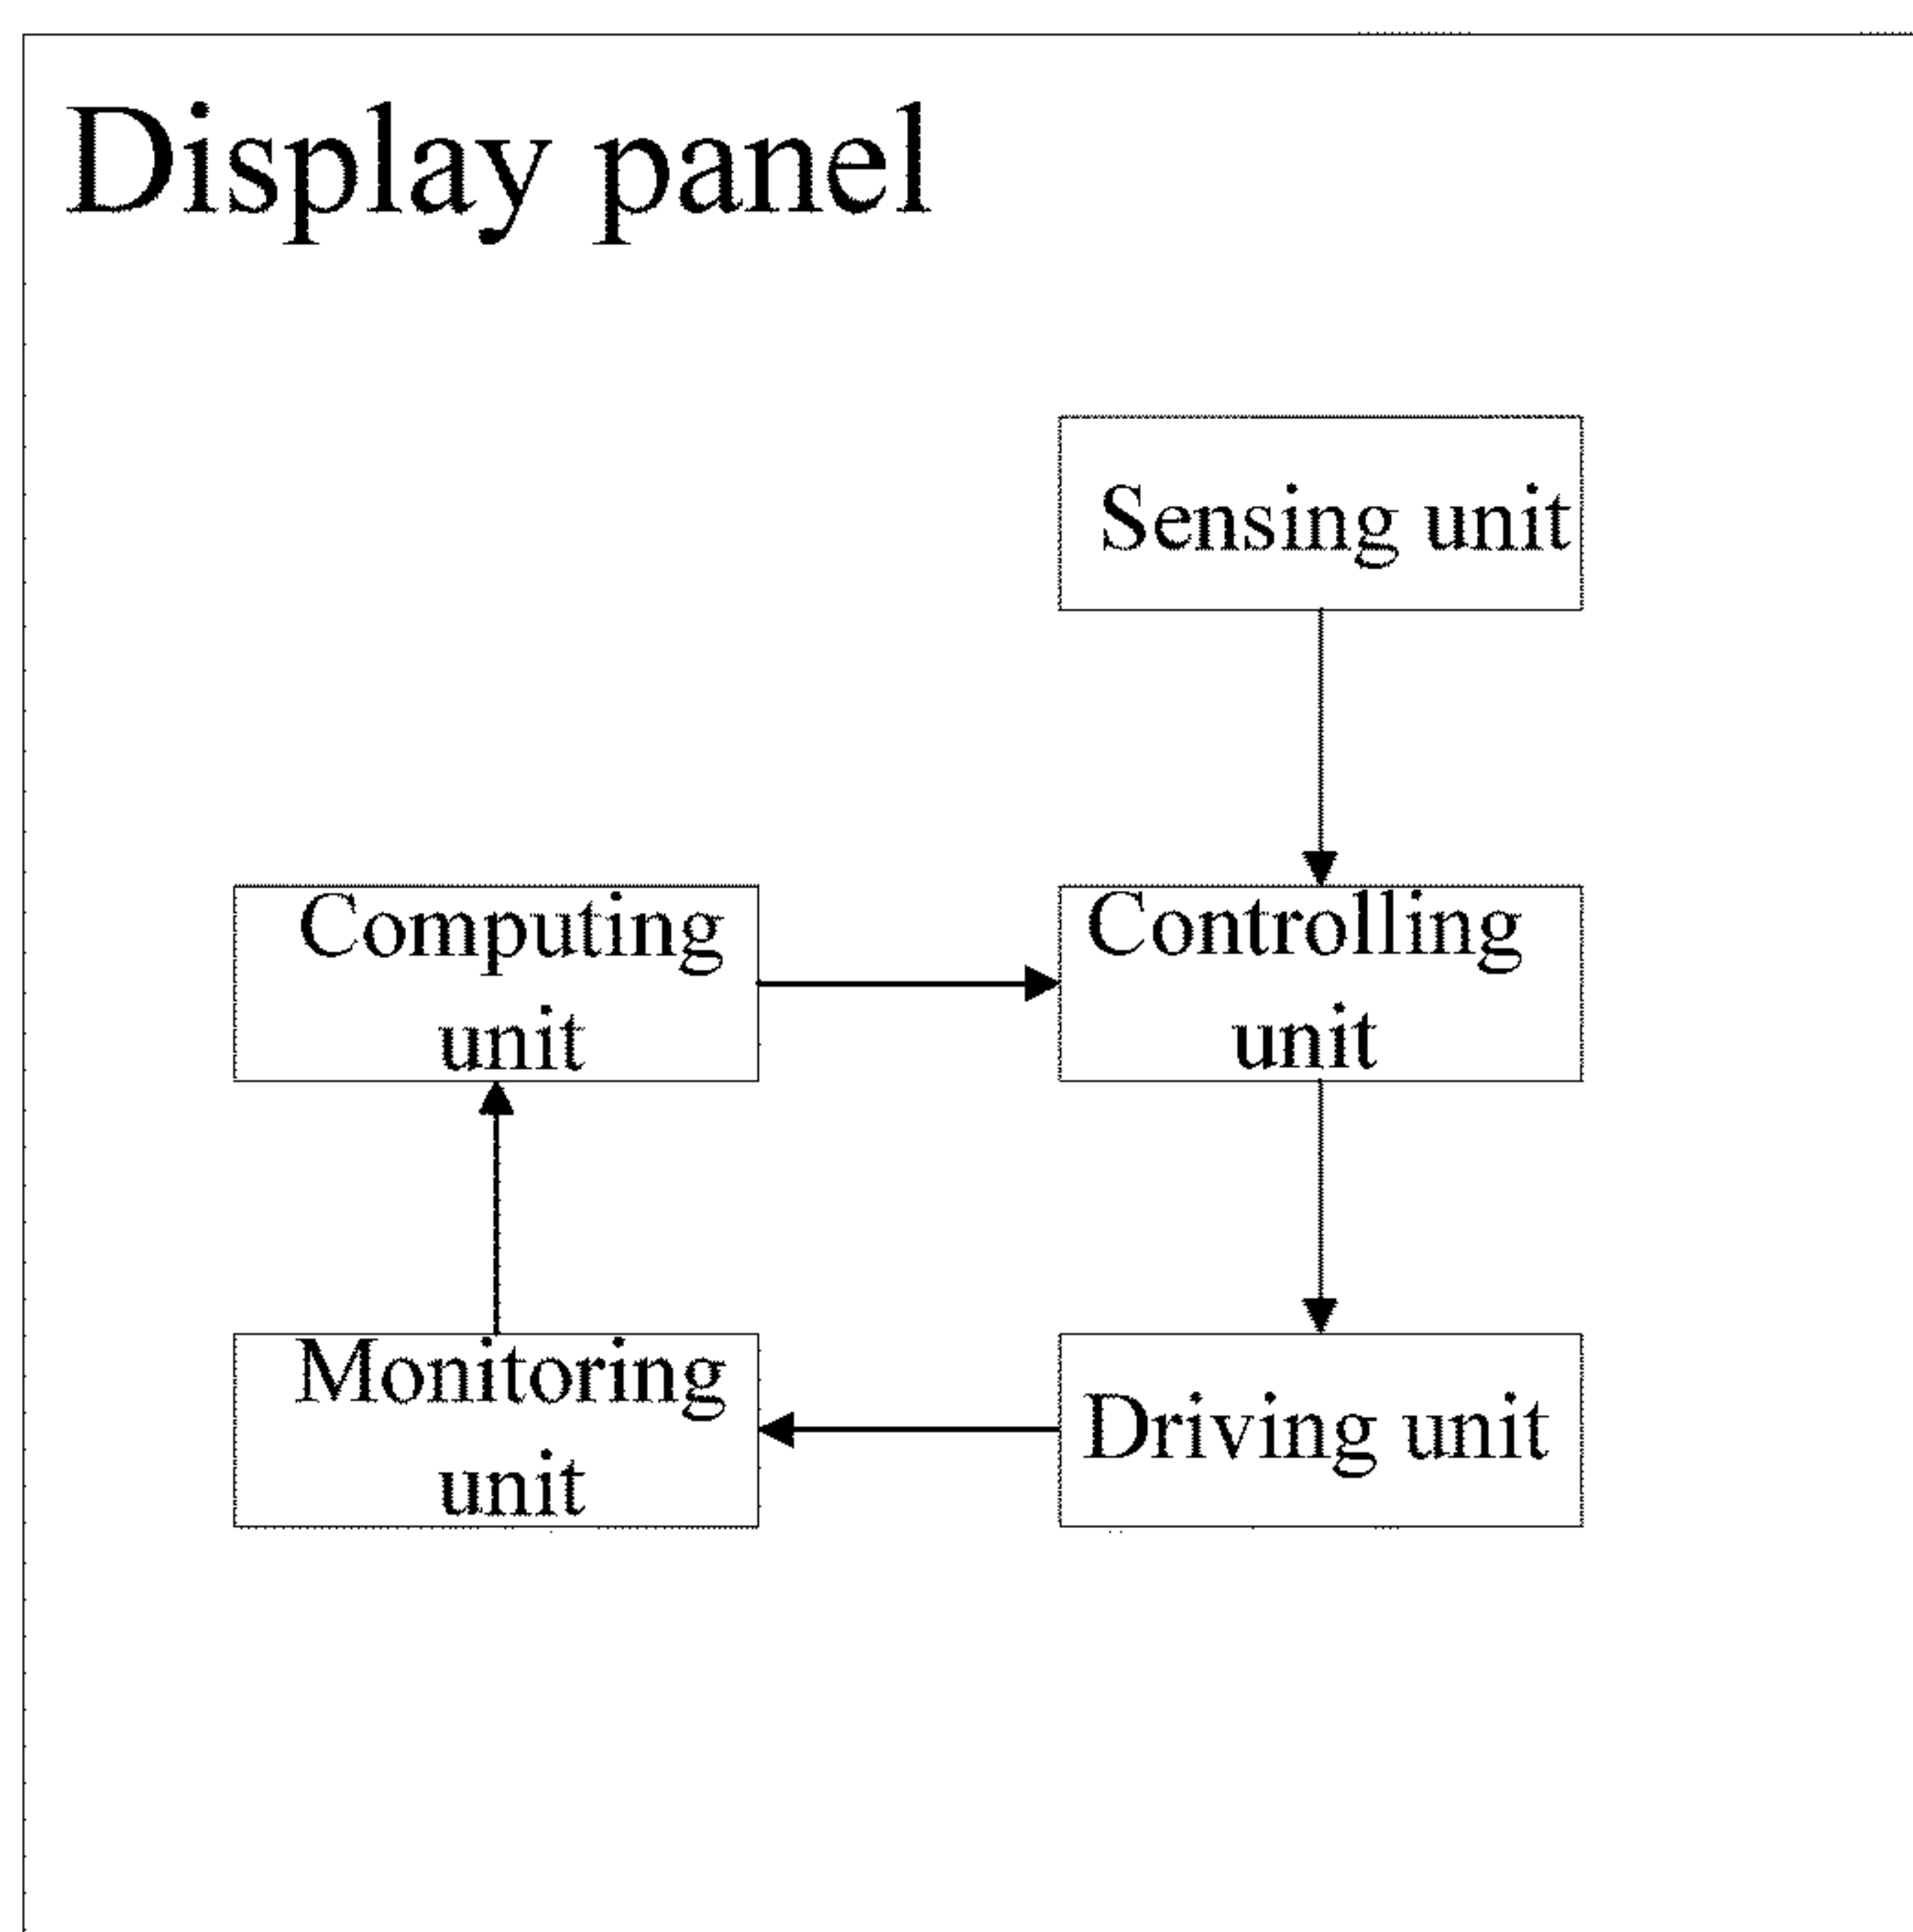 Display panel
Sensing unit
Computing
unit
Controlling
unit
Monitoring
unit
Driving unit